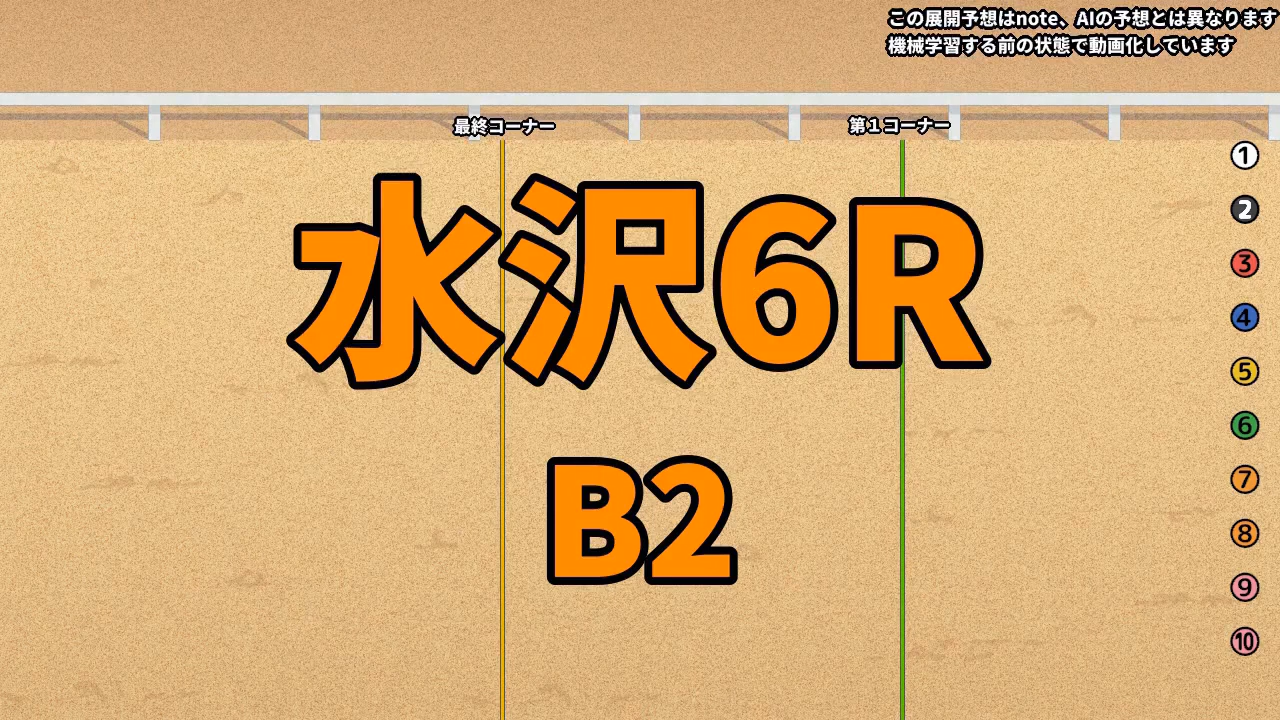 この展開予想はnote、AIの予想とは異なります
機械学習する前の状態で動画化しています
最終コーナー
第１コーナー
水沢6R
B2
①
②
③
④
⑤
⑥
⑦
⑧
⑨
⑩